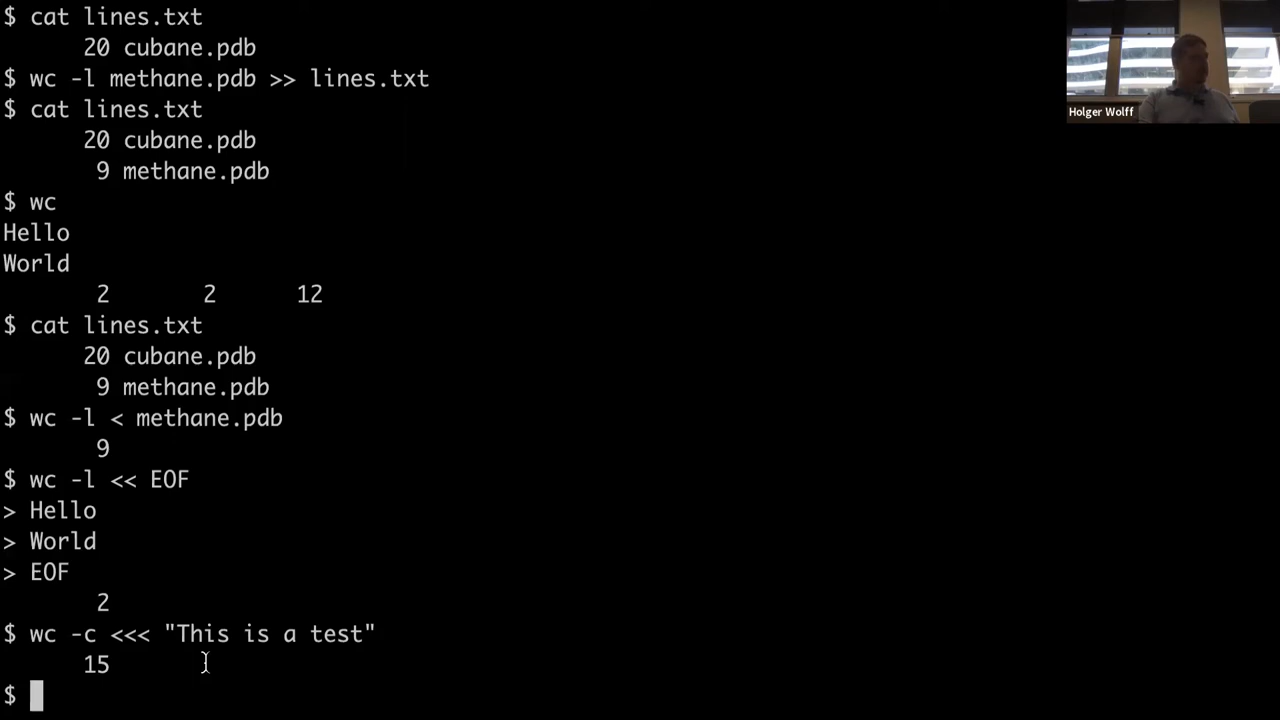 $ cat lines.txt
20 cubane.pdb
$ wc -l methane.pdb >> lines.txt
$ cat lines.txt
20 cubane.pdb
9 methane.pdb
$ wc
Hello
World
2 2 12
$ cat lines.txt
20 cubane.pdb
9 methane.pdb
$ wc -l < methane.pdb
9
$ wc -l << EOF
> Hello
> World
> EOF
2
$ wc -c <<< "This is a test"
15
$
Holger Wolff